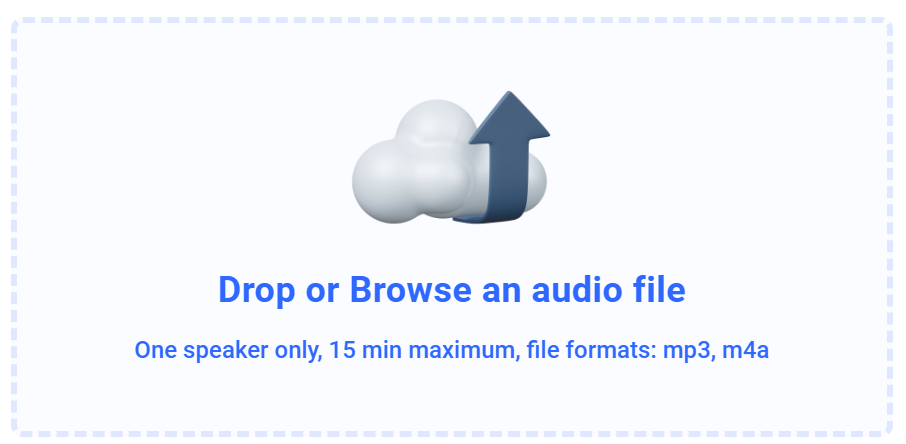 Drop or Browse an audio file
One speaker only, 15 min maximum, file formats: mp3, m4a